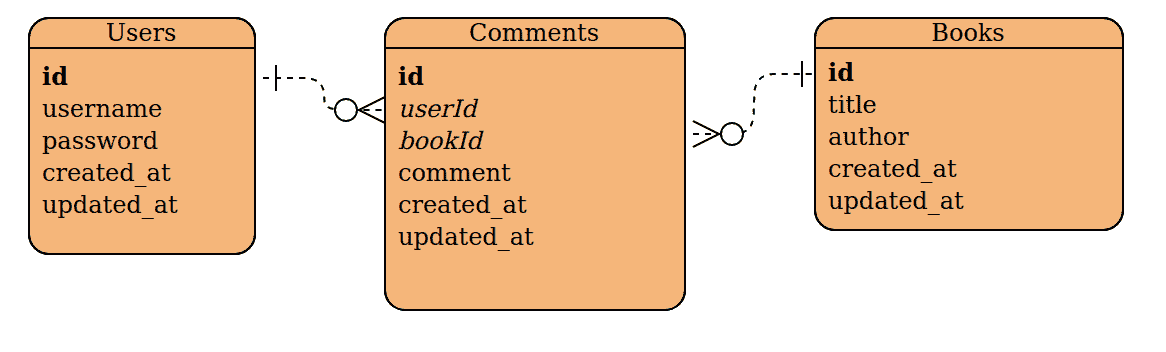 Users
id
username
password
created_at
updated_at
Comments
id
userId
bookId
comment
created_at
updated_at
Books
id
title
author
created_at
updated_at